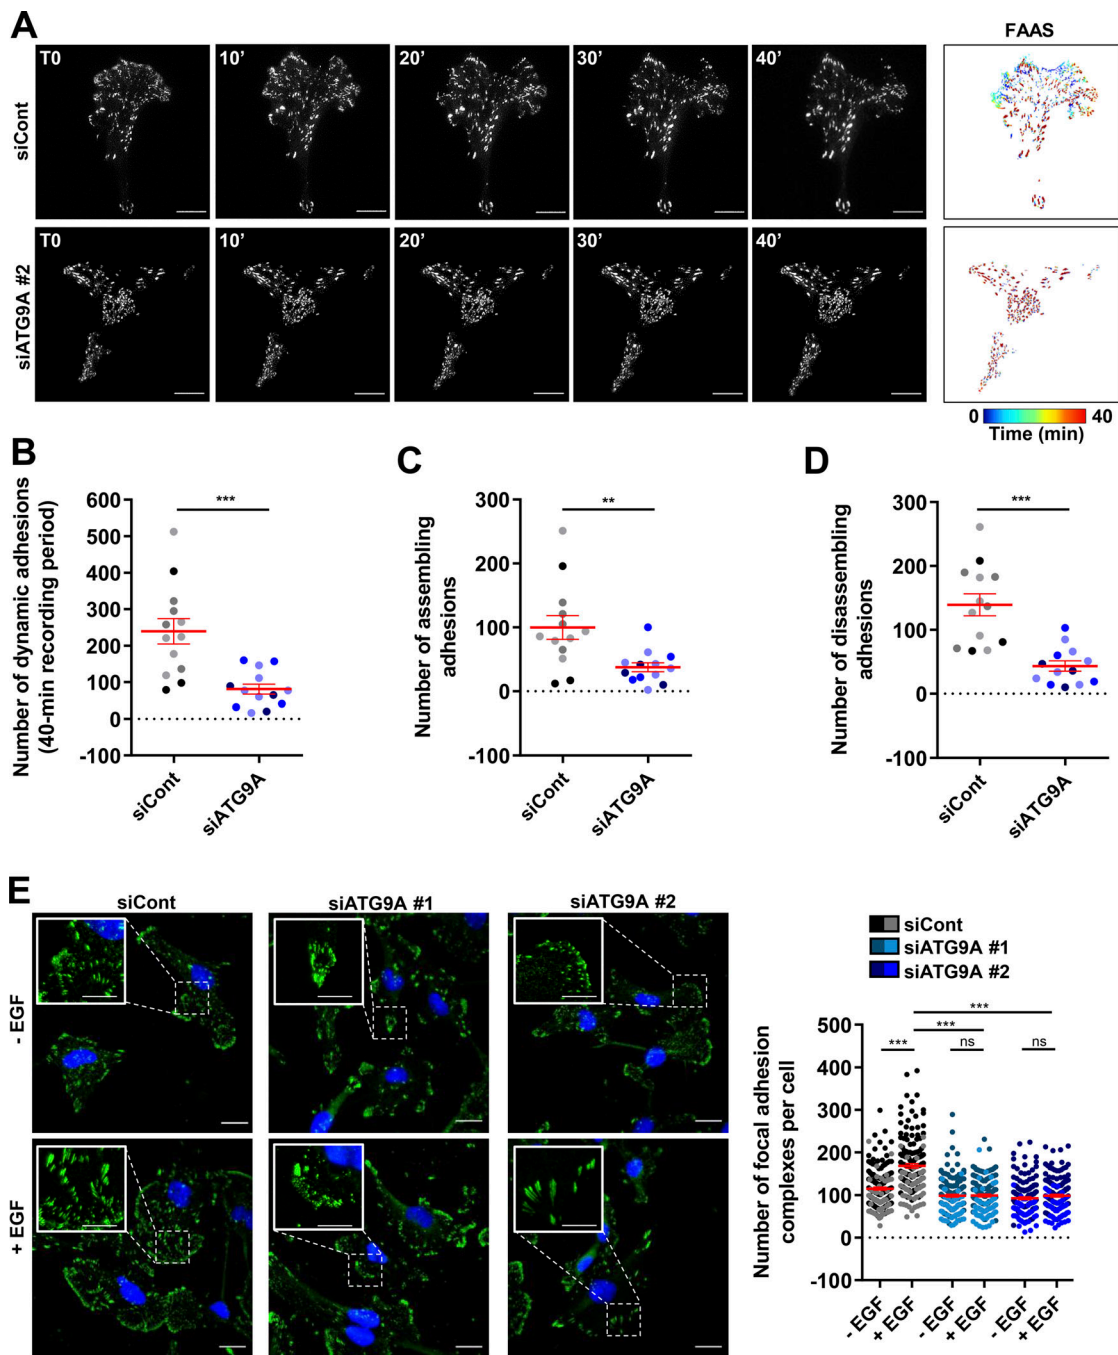 A
FAAS
siCont
T0
10’
20’
30’
40’
siATG9A #2
T0
10’
20’
30’
40’
0
40
Time (min)
B
Number of dynamic adhesions
(40-min recording period)
600
500
400
300
200
100
0
-100
***
siCont
siATG9A
C
Number of assembling
adhesions
300
200
100
0
-100
**
siCont
siATG9A
D
Number of disassembling
adhesions
300
200
100
0
-100
***
siCont
siATG9A
E
siCont
siATG9A #1
siATG9A #2
- EGF
+ EGF
siCont
siATG9A #1
siATG9A #2
Number of focal adhesion
complexes per cell
500
400
300
200
100
0
-100
***
***
***
ns
ns
- EGF
+ EGF
- EGF
+ EGF
- EGF
+ EGF